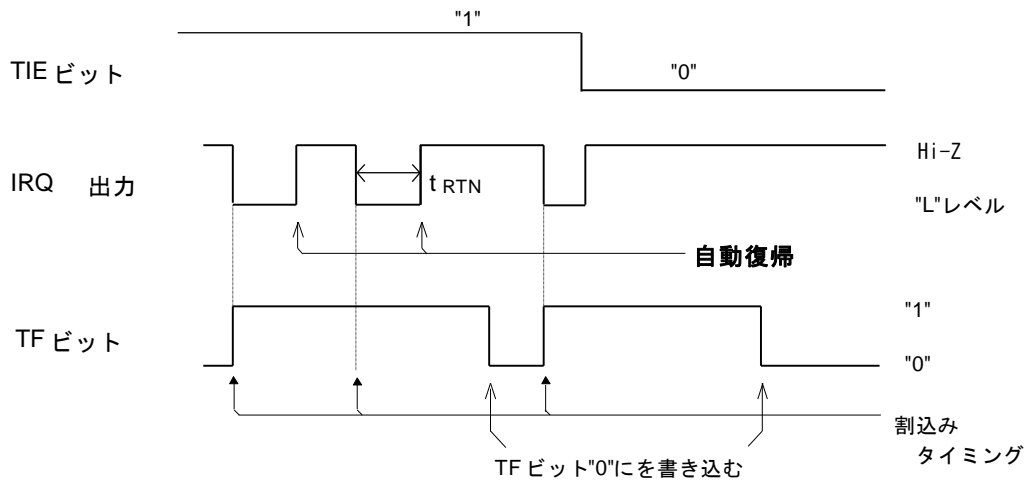 "1"
TIE ビット
"0"
Hi-Z
IRQ 出力
t RTN
"L"レベル
自動復帰
"1"
TF ビット
"0"
割込み
タイミング
TF ビット"0"にを書き込む